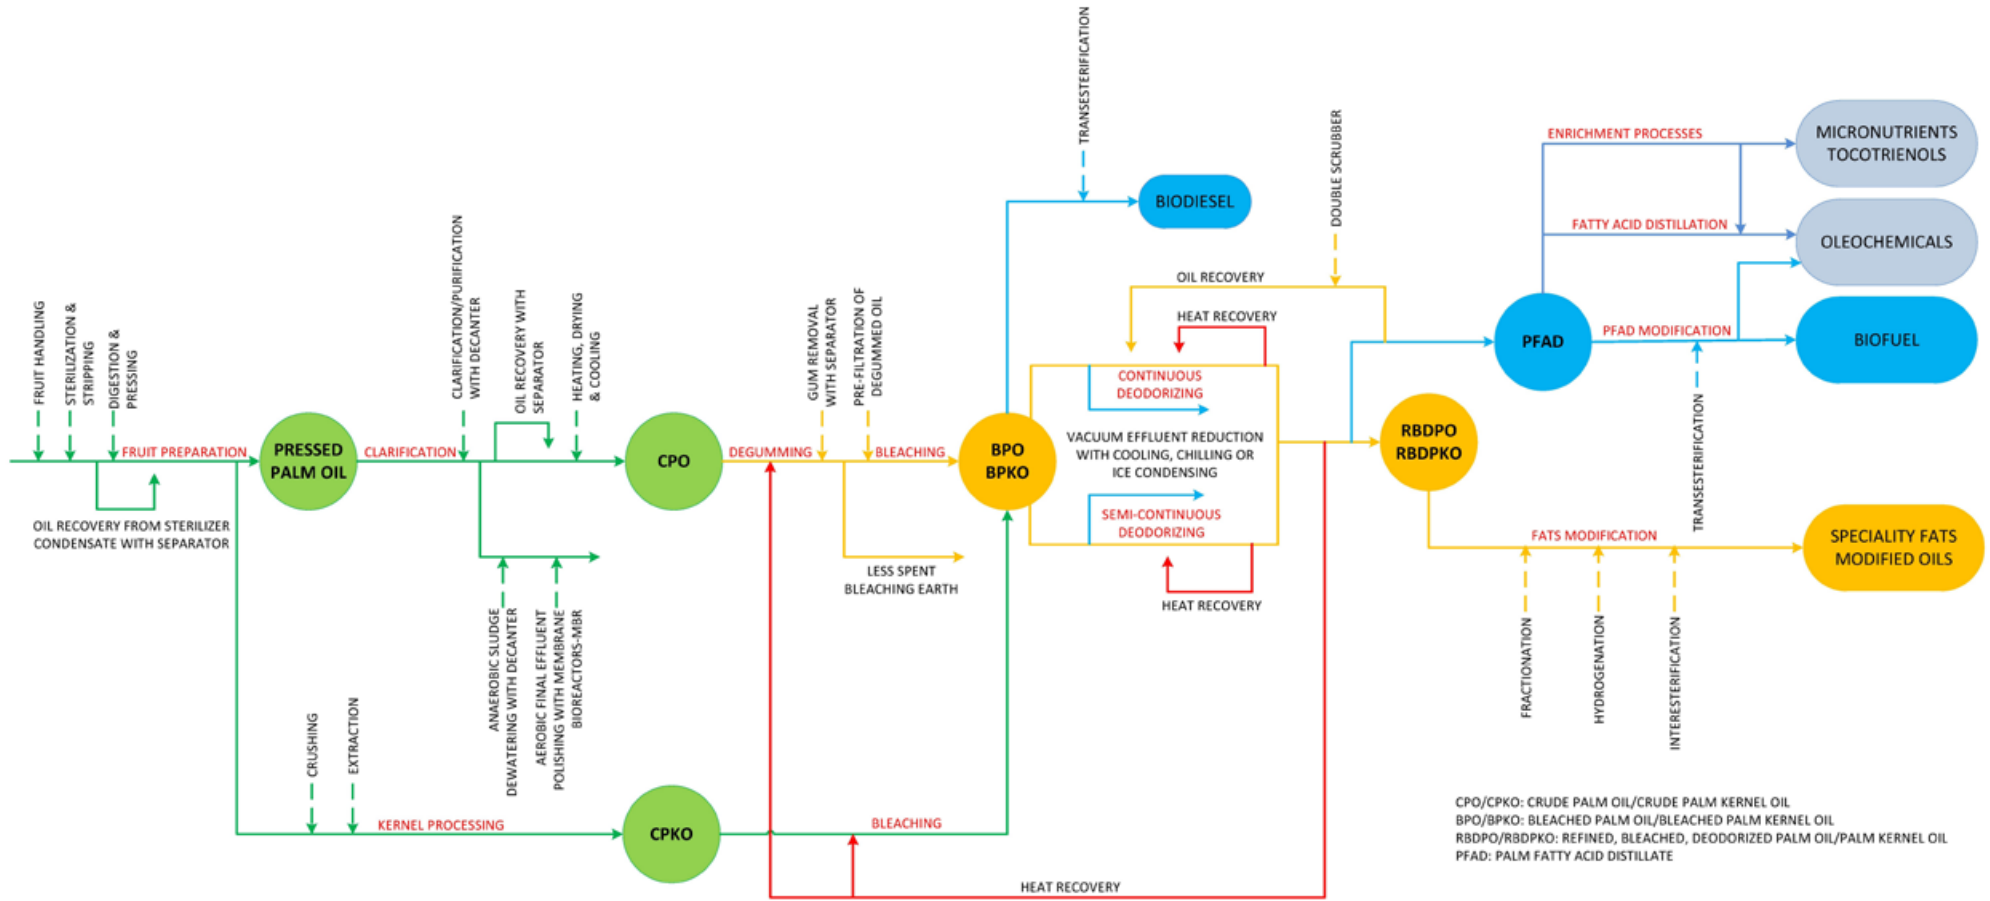 TRANSESTERIFICATION
DOUBLE SCRUBBER
ENRICHMENT PROCESSES
MICRONUTRIENTS
TOCOTRIENOLS
BIODIESEL
FATTY ACID DISTILLATION
OLEOCHEMICALS
FRUIT HANDLING
STERILIZATION &
STRIPPING
DIGESTION &
PRESSING
CLARIFICATION/PURIFICATION
WITH DECANTER
OIL RECOVERY WITH
SEPARATOR
HEATING, DRYING
& COOLING
GUM REMOVAL
WITH SEPARATOR
PRE-FILTRATION OF
DEGUMMED OIL
OIL RECOVERY
HEAT RECOVERY
PFAD
PFAD MODIFICATION
BIOFUEL
CONTINUOUS
DEODORIZING
FRUIT PREPARATION
PRESSED
PALM OIL
CLARIFICATION
CPO
DEGUMMING
BLEACHING
BPO
BPKO
VACUUM EFFLUENT REDUCTION
WITH COOLING, CHILLING OR
ICE CONDENSING
RBDPO
RBDPKO
TRANSESTERIFICATION
OIL RECOVERY FROM STERILIZER
CONDENSATE WITH SEPARATOR
SEMI-CONTINUOUS
DEODORIZING
FATS MODIFICATION
SPECIALITY FATS
MODIFIED OILS
LESS SPENT
BLEACHING EARTH
HEAT RECOVERY
ANAEROBIC SLUDGE
DEWATERING WITH DECANTER
AEROBIC FINAL EFFLUENT
POLISHING WITH MEMBRANE
BIOREACTORS-MBR
FRACTIONATION
HYDROGENATION
INTERESTERIFICATION
CRUSHING
EXTRACTION
KERNEL PROCESSING
CPKO
BLEACHING
HEAT RECOVERY
CPO/CPKO: CRUDE PALM OIL/CRUDE PALM KERNEL OIL
BPO/BPKO: BLEACHED PALM OIL/BLEACHED PALM KERNEL OIL
RBDPO/RBDPKO: REFINED, BLEACHED, DEODORIZED PALM OIL/PALM KERNEL OIL
PFAD: PALM FATTY ACID DISTILLATE